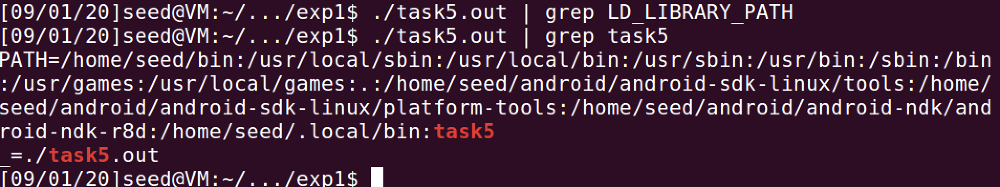 [09/01/20]seed@VM:~/.../exp1$ ./task5.out | grep LD_LIBRARY_PATH
[09/01/20]seed@VM:~/.../exp1$ ./task5.out | grep task5
PATH=/home/seed/bin:/usr/local/sbin:/usr/local/bin:/usr/sbin:/usr/bin:/sbin:/bin
:/usr/games:/usr/local/games:.:/home/seed/android/android-sdk-linux/tools:/home/
seed/android/android-sdk-linux/platform-tools:/home/seed/android/android-ndk/and
roid-ndk-r8d:/home/seed/.local/bin:task5
_=./task5.out
[09/01/20]seed@VM:~/.../exp1$